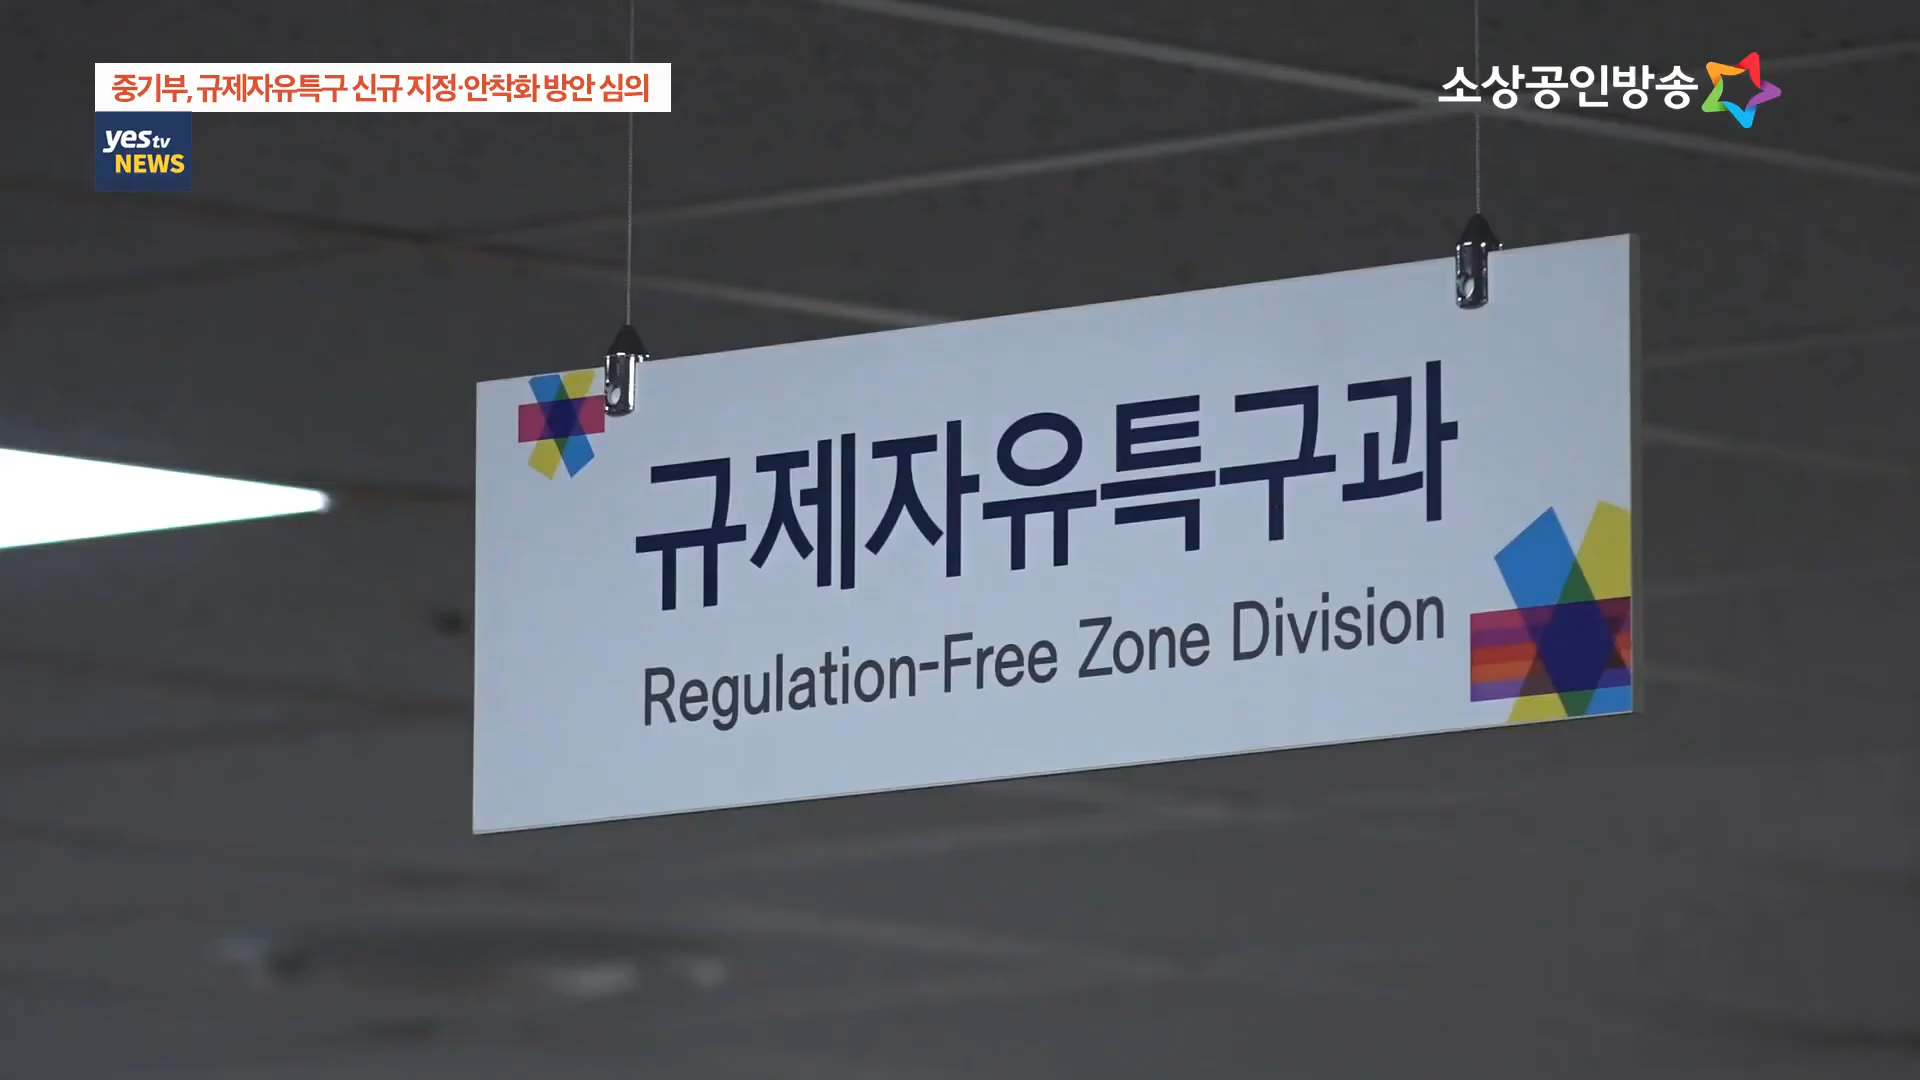 중기부, 규제자유특구 신규 지정·안착화 방안 심의
yestv
NEWS
소상공인방송
규제자유특구과
Regulation-Free Zone Division